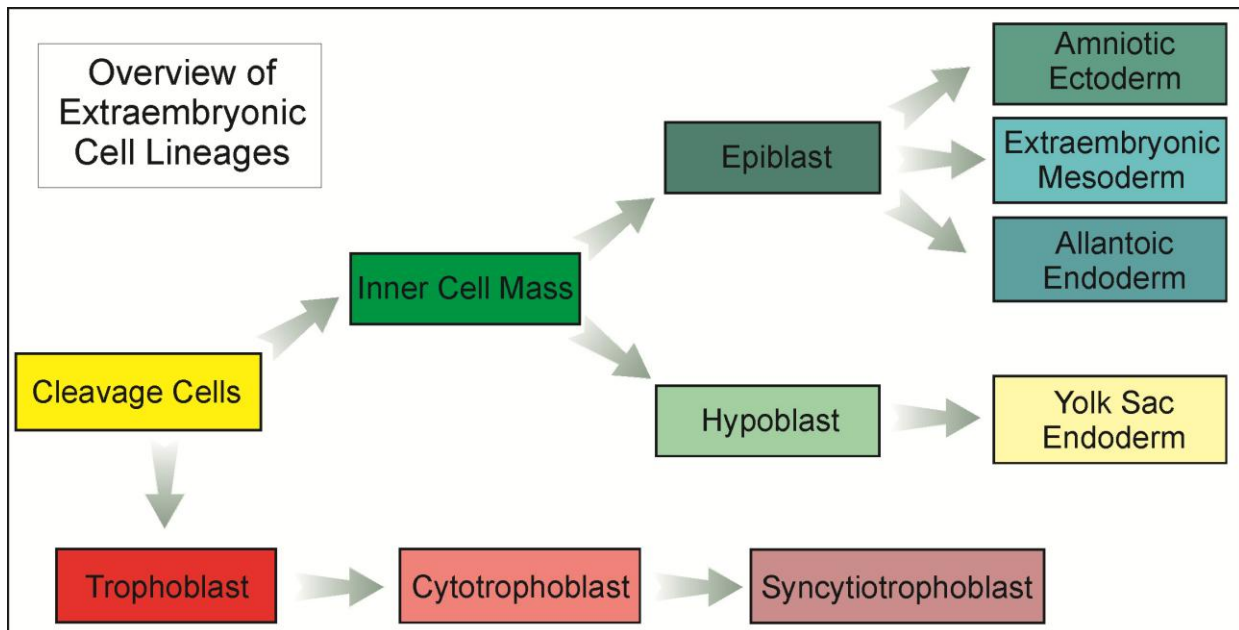 Overview of
Extraembryonic
Cell Lineages
Amniotic
Ectoderm
Epiblast
Extraembryonic
Mesoderm
Allantoic
Endoderm
Inner Cell Mass
Cleavage Cells
Hypoblast
Yolk Sac
Endoderm
Trophoblast
Cytotrophoblast
Syncytiotrophoblast